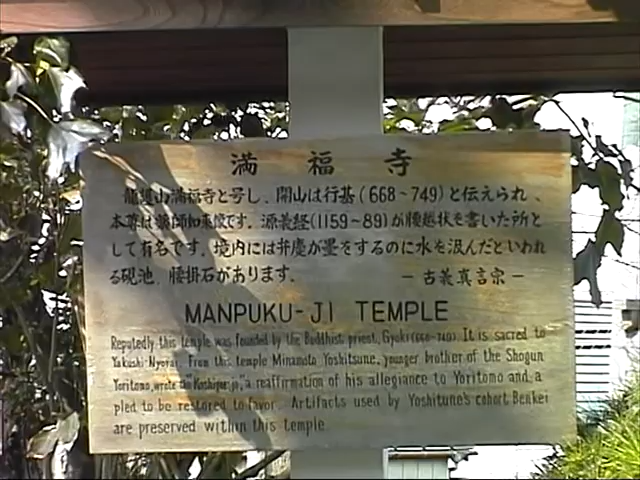 満福寺
龍護山満福寺と号し、開山は行基(668~749)と伝えられ、
本尊は薬師如来像です。源義経(1159~89)が腰越状を書いた所と
して有名です。境内には弁慶が墨をするのに水を汲んだといわれ
る硯池、腰掛石があります。 －古義真言宗－
MANPUKU-JI TEMPLE
Reputedly this temple was founded by the Buddhist priest, Gyoki(668-749). It is sacred to
Yakushi-Nyorai. From this temple Minamoto Yoshitsune, younger brother of the Shogun
Yoritomo, wrote the Koshigoe-jo, a reaffirmation of his allegiance to Yoritomo and a
pled to be restored to favor. Artifacts used by Yoshitune's cohort Benkei
are preserved within this temple